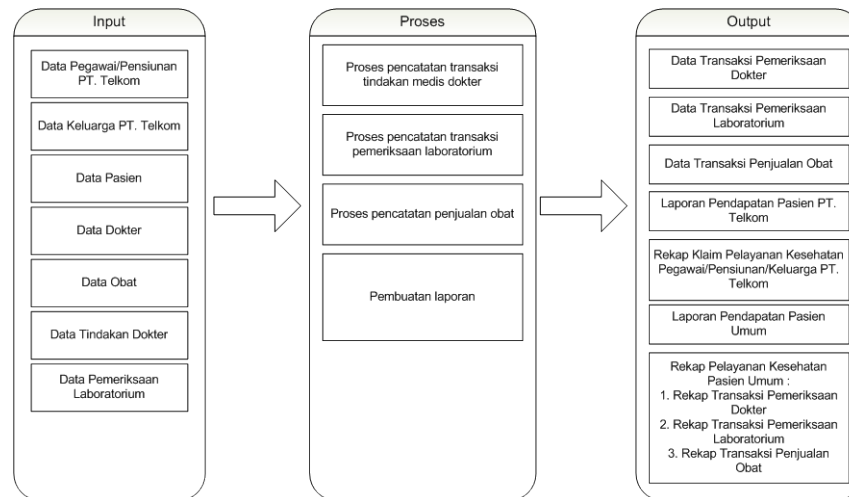 Input
Data Pegawai/Pensiunan
PT. Telkom
Data Keluarga PT. Telkom
Data Pasien
Data Dokter
Data Obat
Data Tindakan Dokter
Data Pemeriksaan
Laboratorium
Proses
Proses pencatatan transaksi
tindakan medis dokter
Proses pencatatan transaksi
pemeriksaan laboratorium
Proses pencatatan penjualan obat
Pembuatan laporan
Output
Data Transaksi Pemeriksaan
Dokter
Data Transaksi Pemeriksaan
Laboratorium
Data Transaksi Penjualan Obat
Laporan Pendapatan Pasien PT.
Telkom
Rekap Klaim Pelayanan Kesehatan
Pegawai/Pensiunan/Keluarga PT.
Telkom
Laporan Pendapatan Pasien
Umum
Rekap Pelayanan Kesehatan
Pasien Umum :
1. Rekap Transaksi Pemeriksaan
Dokter
2. Rekap Transaksi Pemeriksaan
Laboratorium
3. Rekap Transaksi Penjualan
Obat